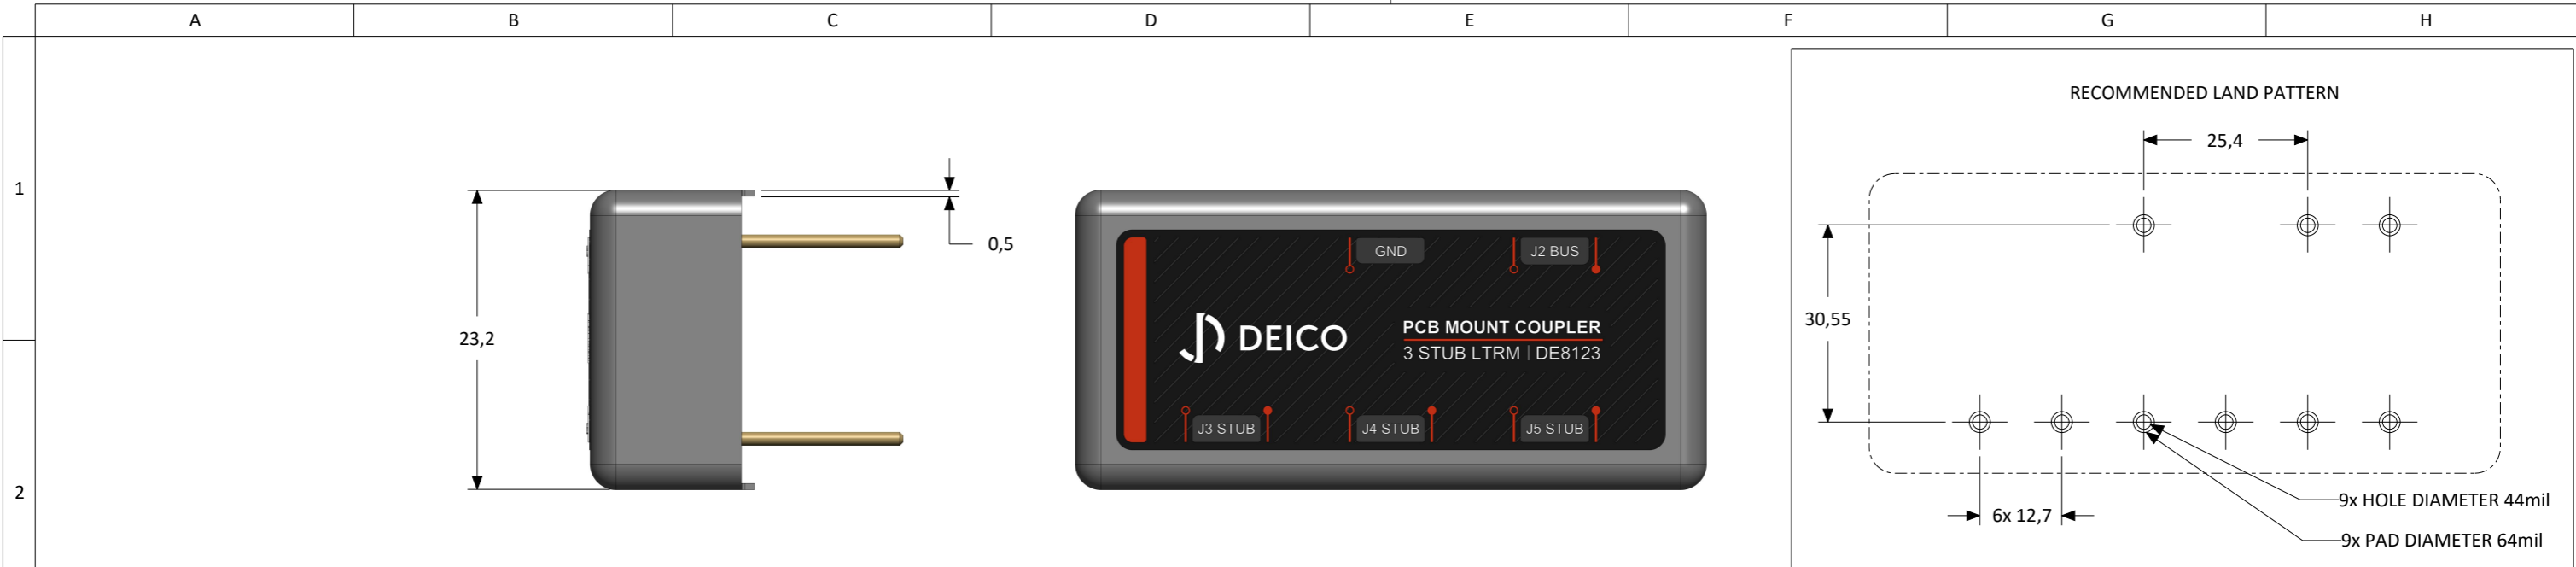 A B C D E F G H
1
2
23,2
0,5
GND
J2 BUS
DEICO
PCB MOUNT COUPLER
3 STUB LTRM | DE8123
J3 STUB
J4 STUB
J5 STUB
RECOMMENDED LAND PATTERN
25,4
30,55
6x 12,7
9x HOLE DIAMETER 44mil
9x PAD DIAMETER 64mil